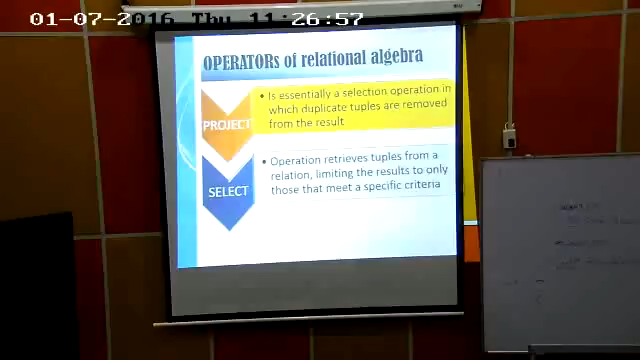 01-07-2016 Thu 11:26:57
OPERATORs of relational algebra
PROJECT
• Is essentially a selection operation in
which duplicate tuples are removed
from the result
SELECT
• Operation retrieves tuples from a
relation, limiting the results to only
those that meet a specific criteria